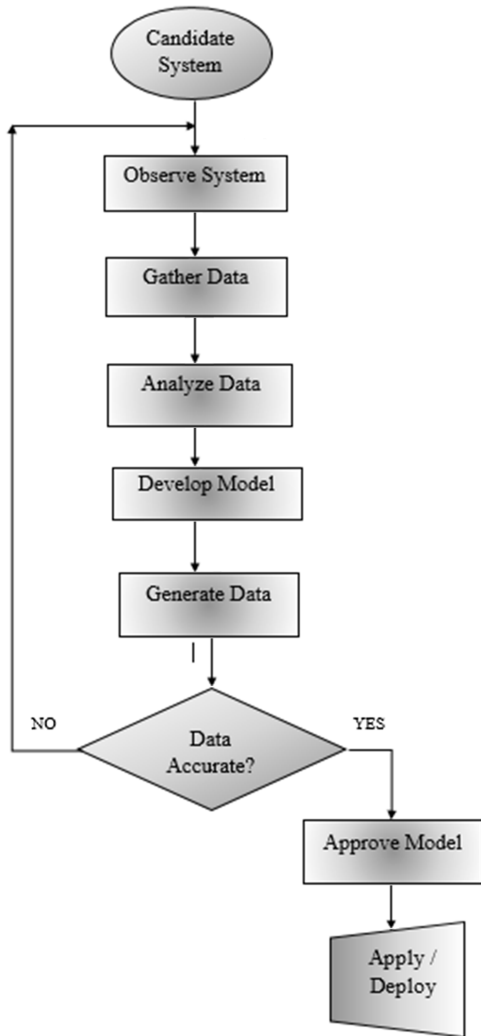 Candidate
System
Observe System
Gather Data
Analyze Data
Develop Model
Generate Data
NO
YES
Data
Accurate?
Approve Model
Apply /
Deploy